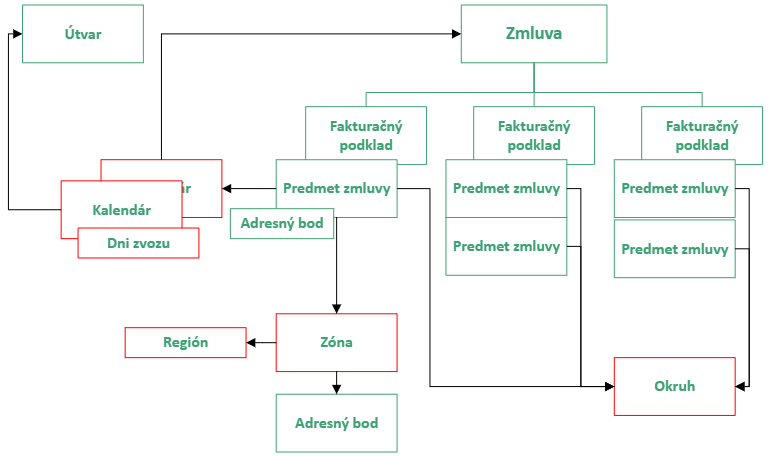 Útvar
Zmluva
Fakturačný
podklad
Fakturačný
podklad
Fakturačný
podklad
Predmet zmluvy
Predmet zmluvy
Predmet zmluvy
Kalendár
Adresný bod
Dni zvozu
Predmet zmluvy
Predmet zmluvy
Región
Zóna
Okruh
Adresný bod